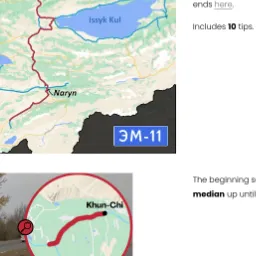 ends here.
Includes 10 tips.
Issyk Kul
Naryn
ЭМ-11
The beginning s
median up until
Khun-Chi